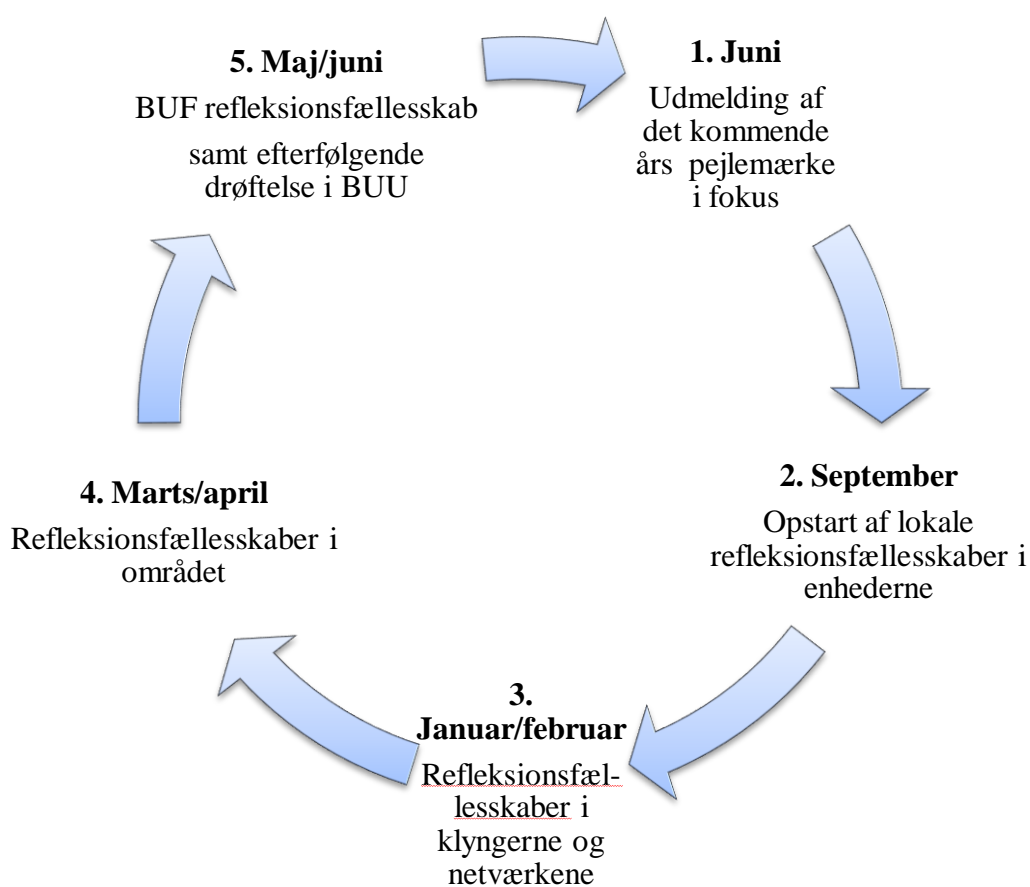 1. Juni
Udmelding af
det kommende
års pejlemærke
i fokus
2. September
Opstart af lokale
refleksionsfællesskaber i
enhederne
3.
Januar/februar
Refleksionsfæl-
lesskaber i
klyngerne og
netværkene
4. Marts/april
Refleksionsfællesskaber i
området
5. Maj/juni
BUF refleksionsfællesskab
samt efterfølgende
drøftelse i BUU